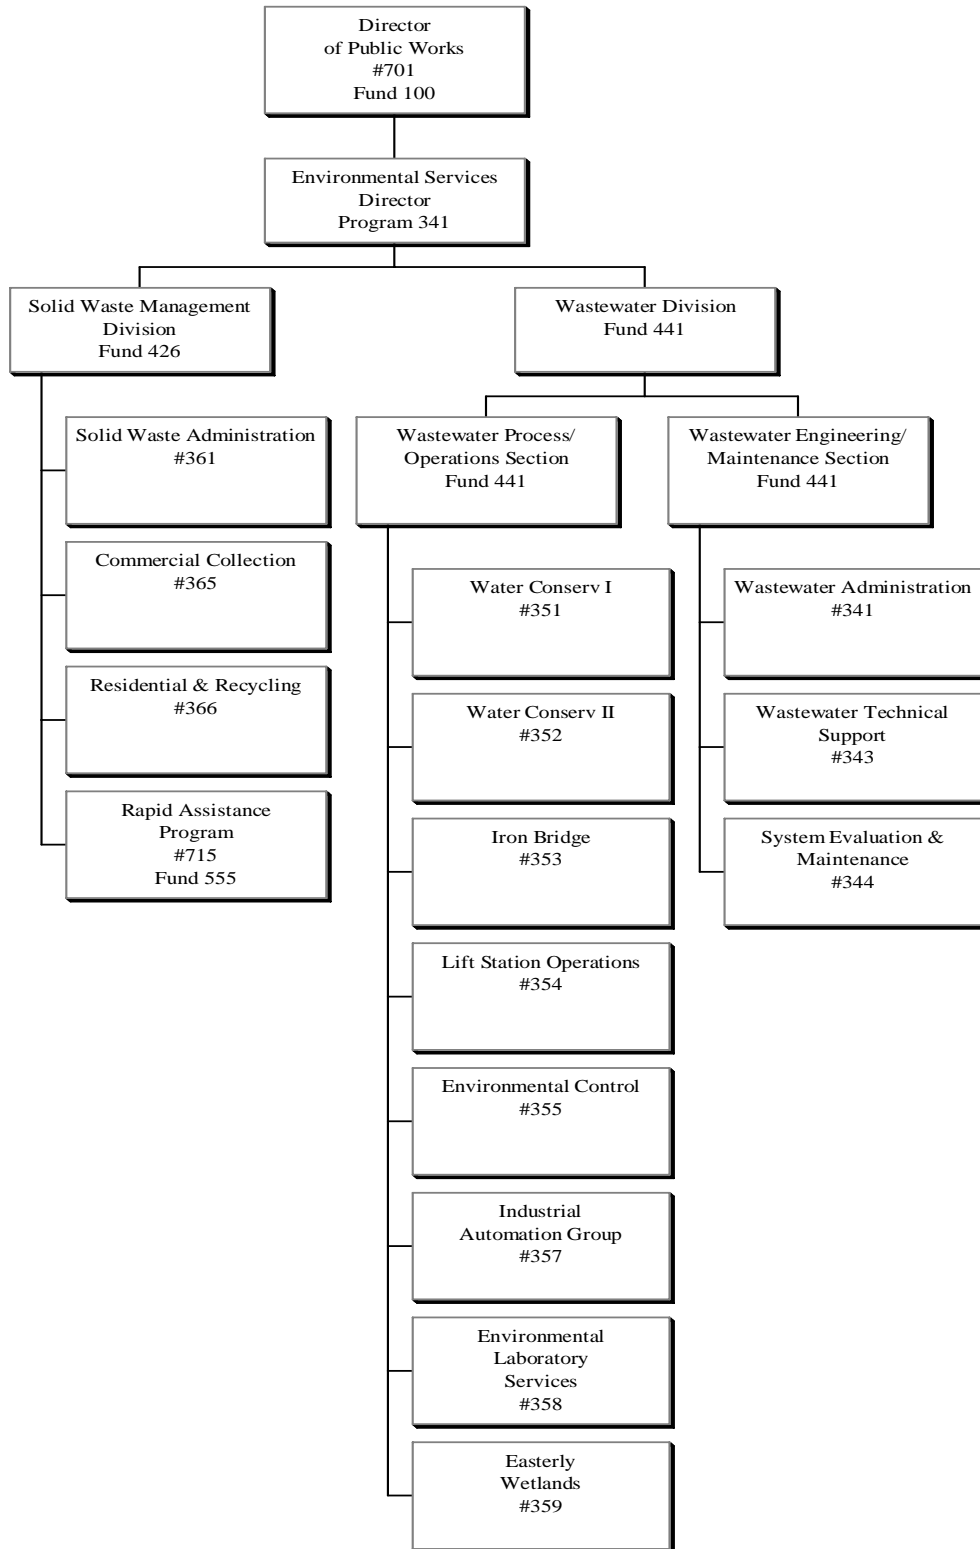 Director
of Public Works
#701
Fund 100
Environmental Services
Director
Program 341
Solid Waste Management
Division
Fund 426
Wastewater Division
Fund 441
Solid Waste Administration
#361
Commercial Collection
#365
Residential & Recycling
#366
Rapid Assistance
Program
#715
Fund 555
Wastewater Process/
Operations Section
Fund 441
Water Conserv I
#351
Water Conserv II
#352
Iron Bridge
#353
Lift Station Operations
#354
Environmental Control
#355
Industrial
Automation Group
#357
Environmental
Laboratory
Services
#358
Easterly
Wetlands
#359
Wastewater Engineering/
Maintenance Section
Fund 441
Wastewater Administration
#341
Wastewater Technical
Support
#343
System Evaluation &
Maintenance
#344